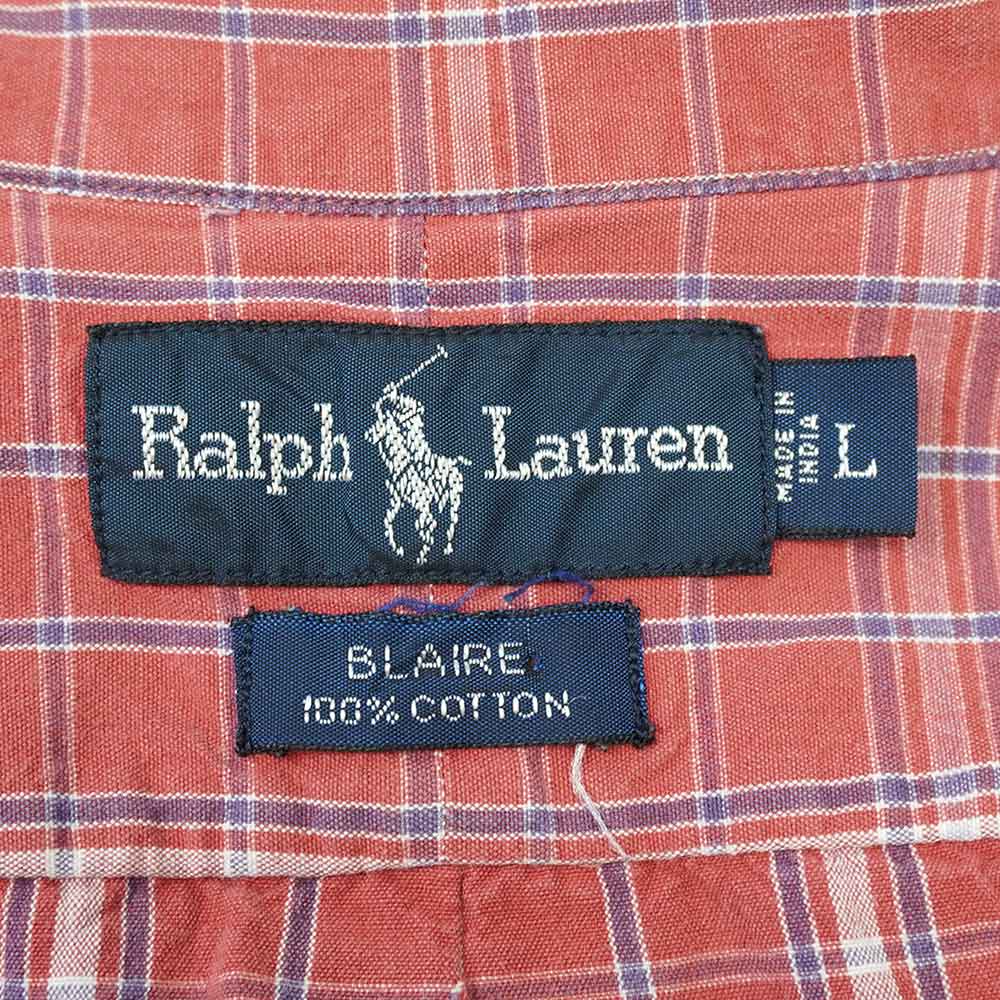 Ralph Lauren
MADE IN
INDIA
L
BLAIRE
100% COTTON